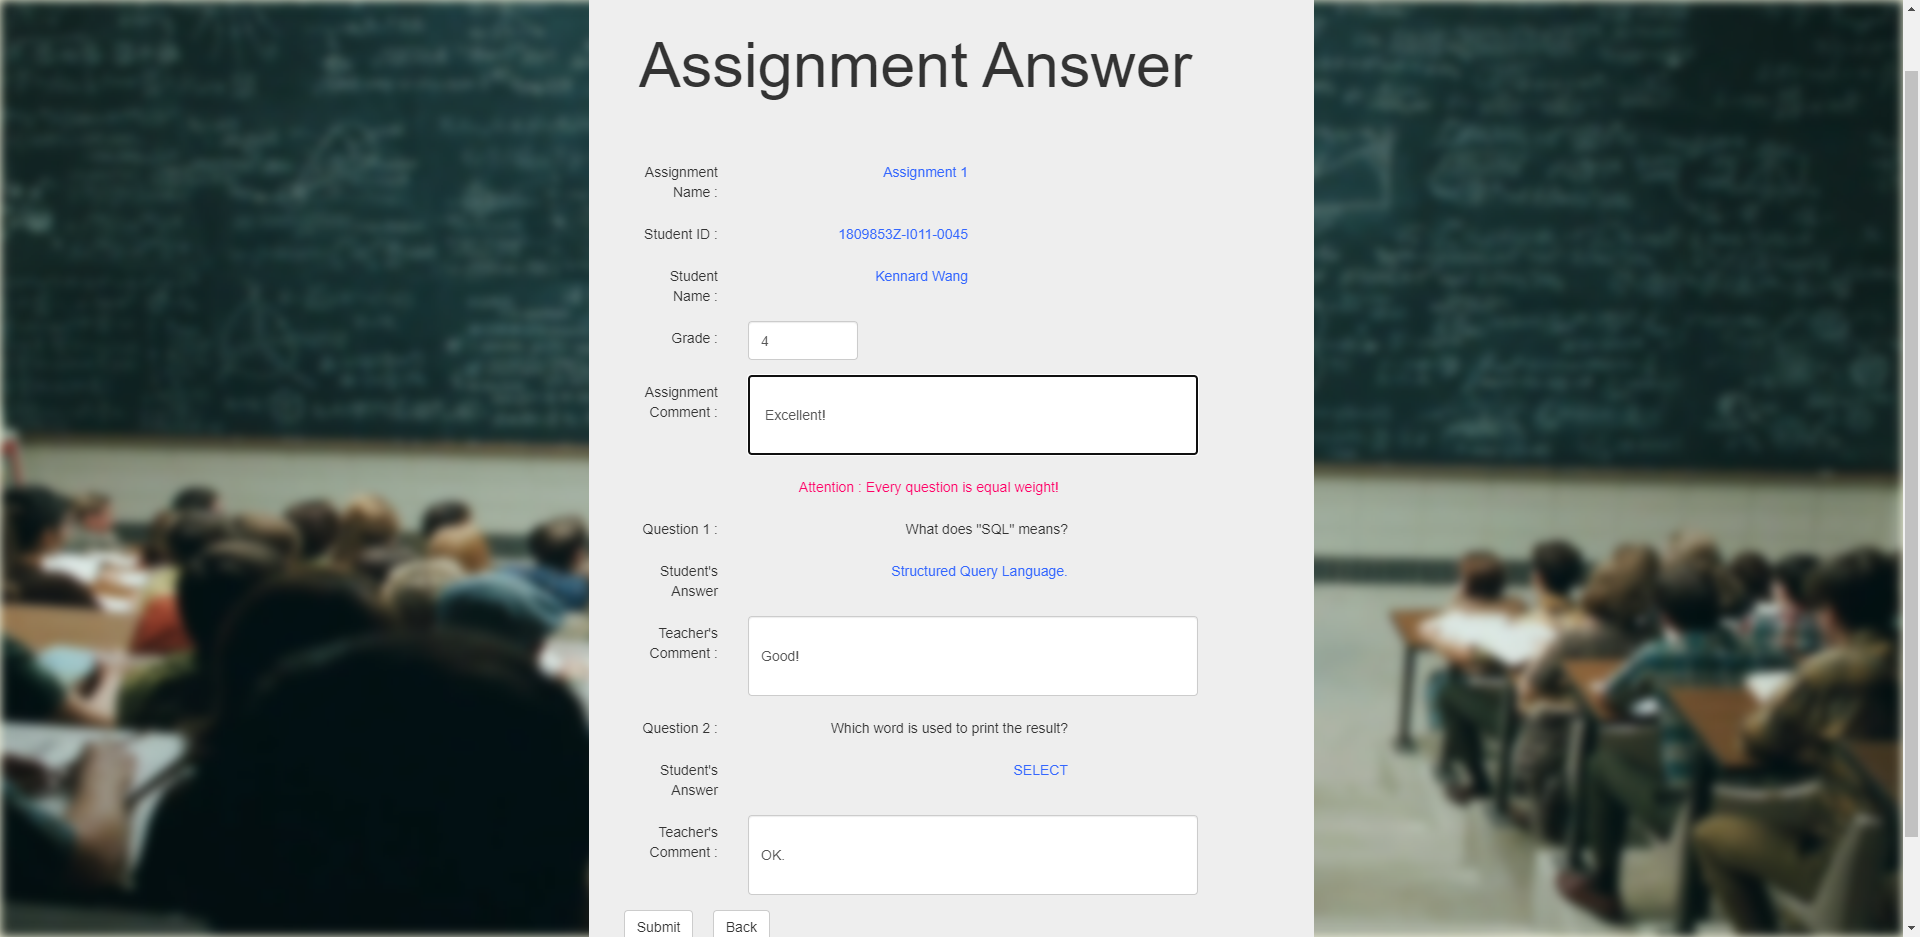 Assignment Answer
Assignment
Name :
Assignment 1
Student ID :
1809853Z-I011-0045
Student
Name :
Kennard Wang
Grade :
4
Assignment
Comment :
Excellent!
Attention : Every question is equal weight!
Question 1 :
What does "SQL" means?
Student's
Answer
Structured Query Language.
Teacher's
Comment :
Good!
Question 2 :
Which word is used to print the result?
Student's
Answer
SELECT
Teacher's
Comment :
OK.
Submit
Back